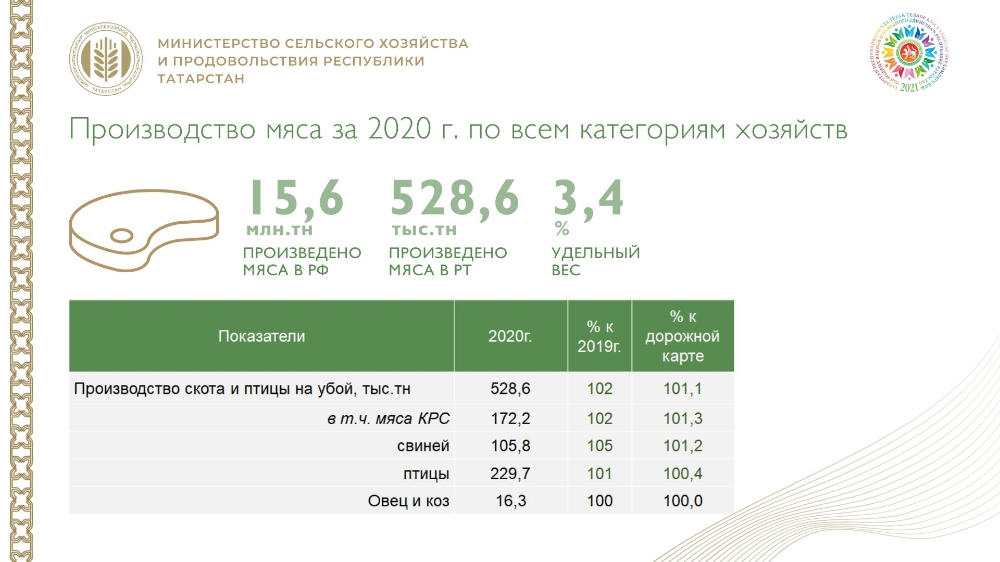 МИНСЕЛЬХОЗПРОД
ТАТАРСТАН
МИНИСТЕРСТВО СЕЛЬСКОГО ХОЗЯЙСТВА
И ПРОДОВОЛЬСТВИЯ РЕСПУБЛИКИ
ТАТАРСТАН
ТАТАРСТАН РЕСПУБЛИКАСЫНДА ТУГАН ТЕЛЛӘР ҺӘМ ХАЛЫКЛАР БЕРДӘМЛЕГЕ ЕЛЫ
ГОД РОДНЫХ ЯЗЫКОВ И НАРОДНОГО ЕДИНСТВА В РЕСПУБЛИКЕ ТАТАРСТАН
2021
Производство мяса за 2020 г. по всем категориям хозяйств
15,6 528,6 3,4
млн.тн тыс.тн %
ПРОИЗВЕДЕНО ПРОИЗВЕДЕНО УДЕЛЬНЫЙ
МЯСА В РФ МЯСА В РТ ВЕС
Показатели 2020г. % к 2019г. % к дорожной карте
Производство скота и птицы на убой, тыс.тн 528,6 102 101,1
в т.ч. мяса КРС 172,2 102 101,3
свиней 105,8 105 101,2
птицы 229,7 101 100,4
Овец и коз 16,3 100 100,0